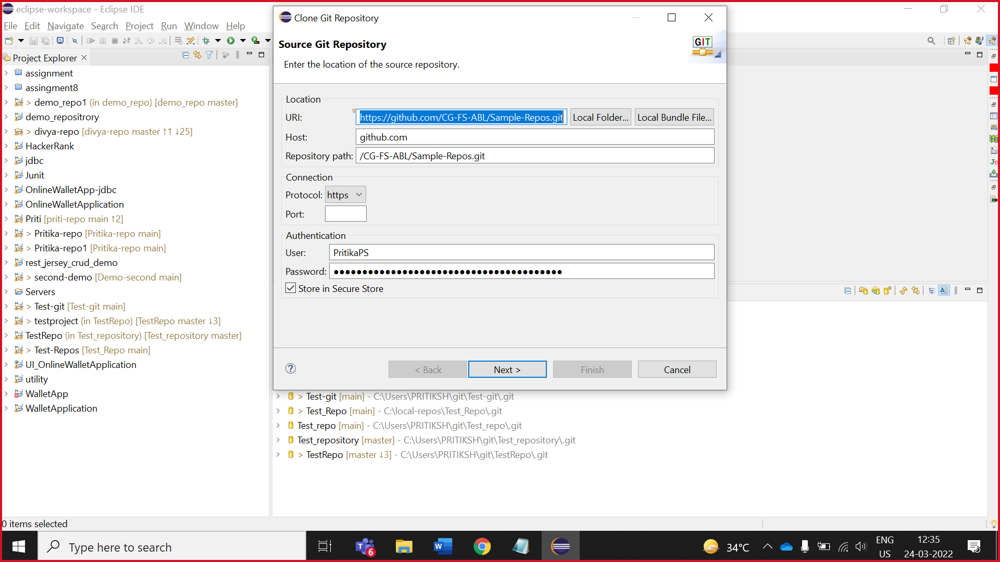 eclipse-workspace - Eclipse IDE
File Edit Navigate Search Project Run Window Help
Project Explorer
assignment
assingment8
> demo_repo1 (in demo_repo) [demo_repo master]
demo_repositrory
> divya-repo [divya-repo master ↑1 ↓25]
HackerRank
jdbc
Junit
OnlineWalletApp-jdbc
OnlineWalletApplication
Priti [priti-repo main ↑2]
> Pritika-repo [Pritika-repo main]
> Pritika-repo1 [Pritika-repo main]
rest_jersey_crud_demo
> second-demo [Demo-second main]
Servers
> Test-git [Test-git main]
> testproject (in TestRepo) [TestRepo master ↓3]
TestRepo (in Test_repository) [Test_repository master]
> Test-Repos [Test_Repo main]
UI_OnlineWalletApplication
utility
WalletApp
WalletApplication
Clone Git Repository
Source Git Repository
Enter the location of the source repository.
GIT
Location
URI: https://github.com/CG-FS-ABL/Sample-Repos.git Local Folder... Local Bundle File...
Host: github.com
Repository path: /CG-FS-ABL/Sample-Repos.git
Connection
Protocol: https
Port:
Authentication
User: PritikaPS
Password: ●●●●●●●●●●●●●●●●●●●●●●●●●●●●●●●●●●●●●●●●
Store in Secure Store
< Back Next > Finish Cancel
> Test-git [main] - C:\Users\PRITIKSH\git\Test-git\.git
> Test_Repo [main] - C:\local-repos\Test_Repo\.git
Test_repo [main] - C:\Users\PRITIKSH\git\Test_repo\.git
Test_repository [master] - C:\Users\PRITIKSH\git\Test_repository\.git
> TestRepo [master ↓3] - C:\Users\PRITIKSH\git\TestRepo\.git
0 items selected
Type here to search
6
34°C
ENG
US
12:35
24-03-2022